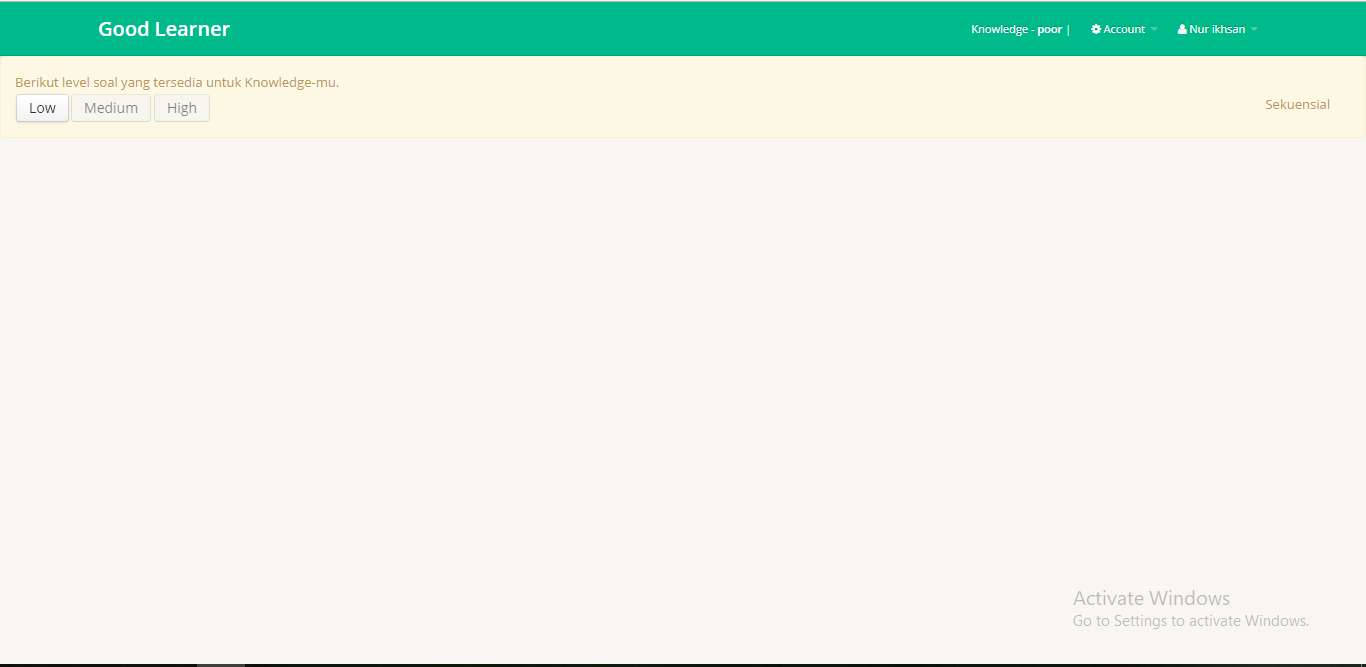 Good Learner
Knowledge - poor |
Account
Nur ikhsan
Berikut level soal yang tersedia untuk Knowledge-mu.
Low
Medium
High
Sekuensial
Activate Windows
Go to Settings to activate Windows.